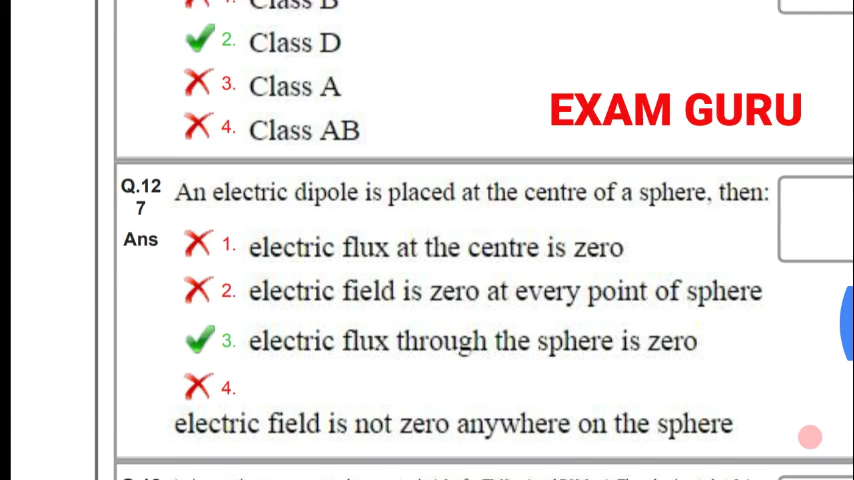 1. Class B
2. Class D
3. Class A
4. Class AB
EXAM GURU
Q.12
7
An electric dipole is placed at the centre of a sphere, then:
Ans
1. electric flux at the centre is zero
2. electric field is zero at every point of sphere
3. electric flux through the sphere is zero
4.
electric field is not zero anywhere on the sphere